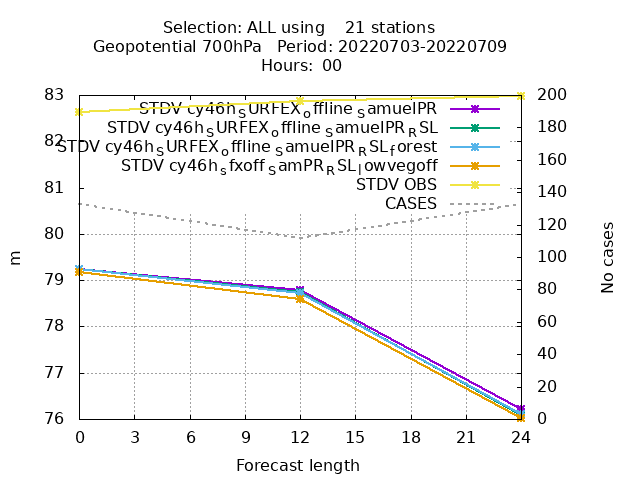 Selection: ALL using 21 stations
Geopotential 700hPa Period: 20220703-20220709
Hours: 00
83
82
81
80
79
78
77
76
m
200
180
160
140
120
100
80
60
40
20
0
No cases
STDV cy46h_SURFEX_offline_SamuelPR
STDV cy46h_SURFEX_offline_SamuelPR_RSL
STDV cy46h_SURFEX_offline_SamuelPR_RSL_forest
STDV cy46h_sfxoff_SamPR_RSL_lowvegoff
STDV OBS
CASES
0 3 6 9 12 15 18 21 24
Forecast length